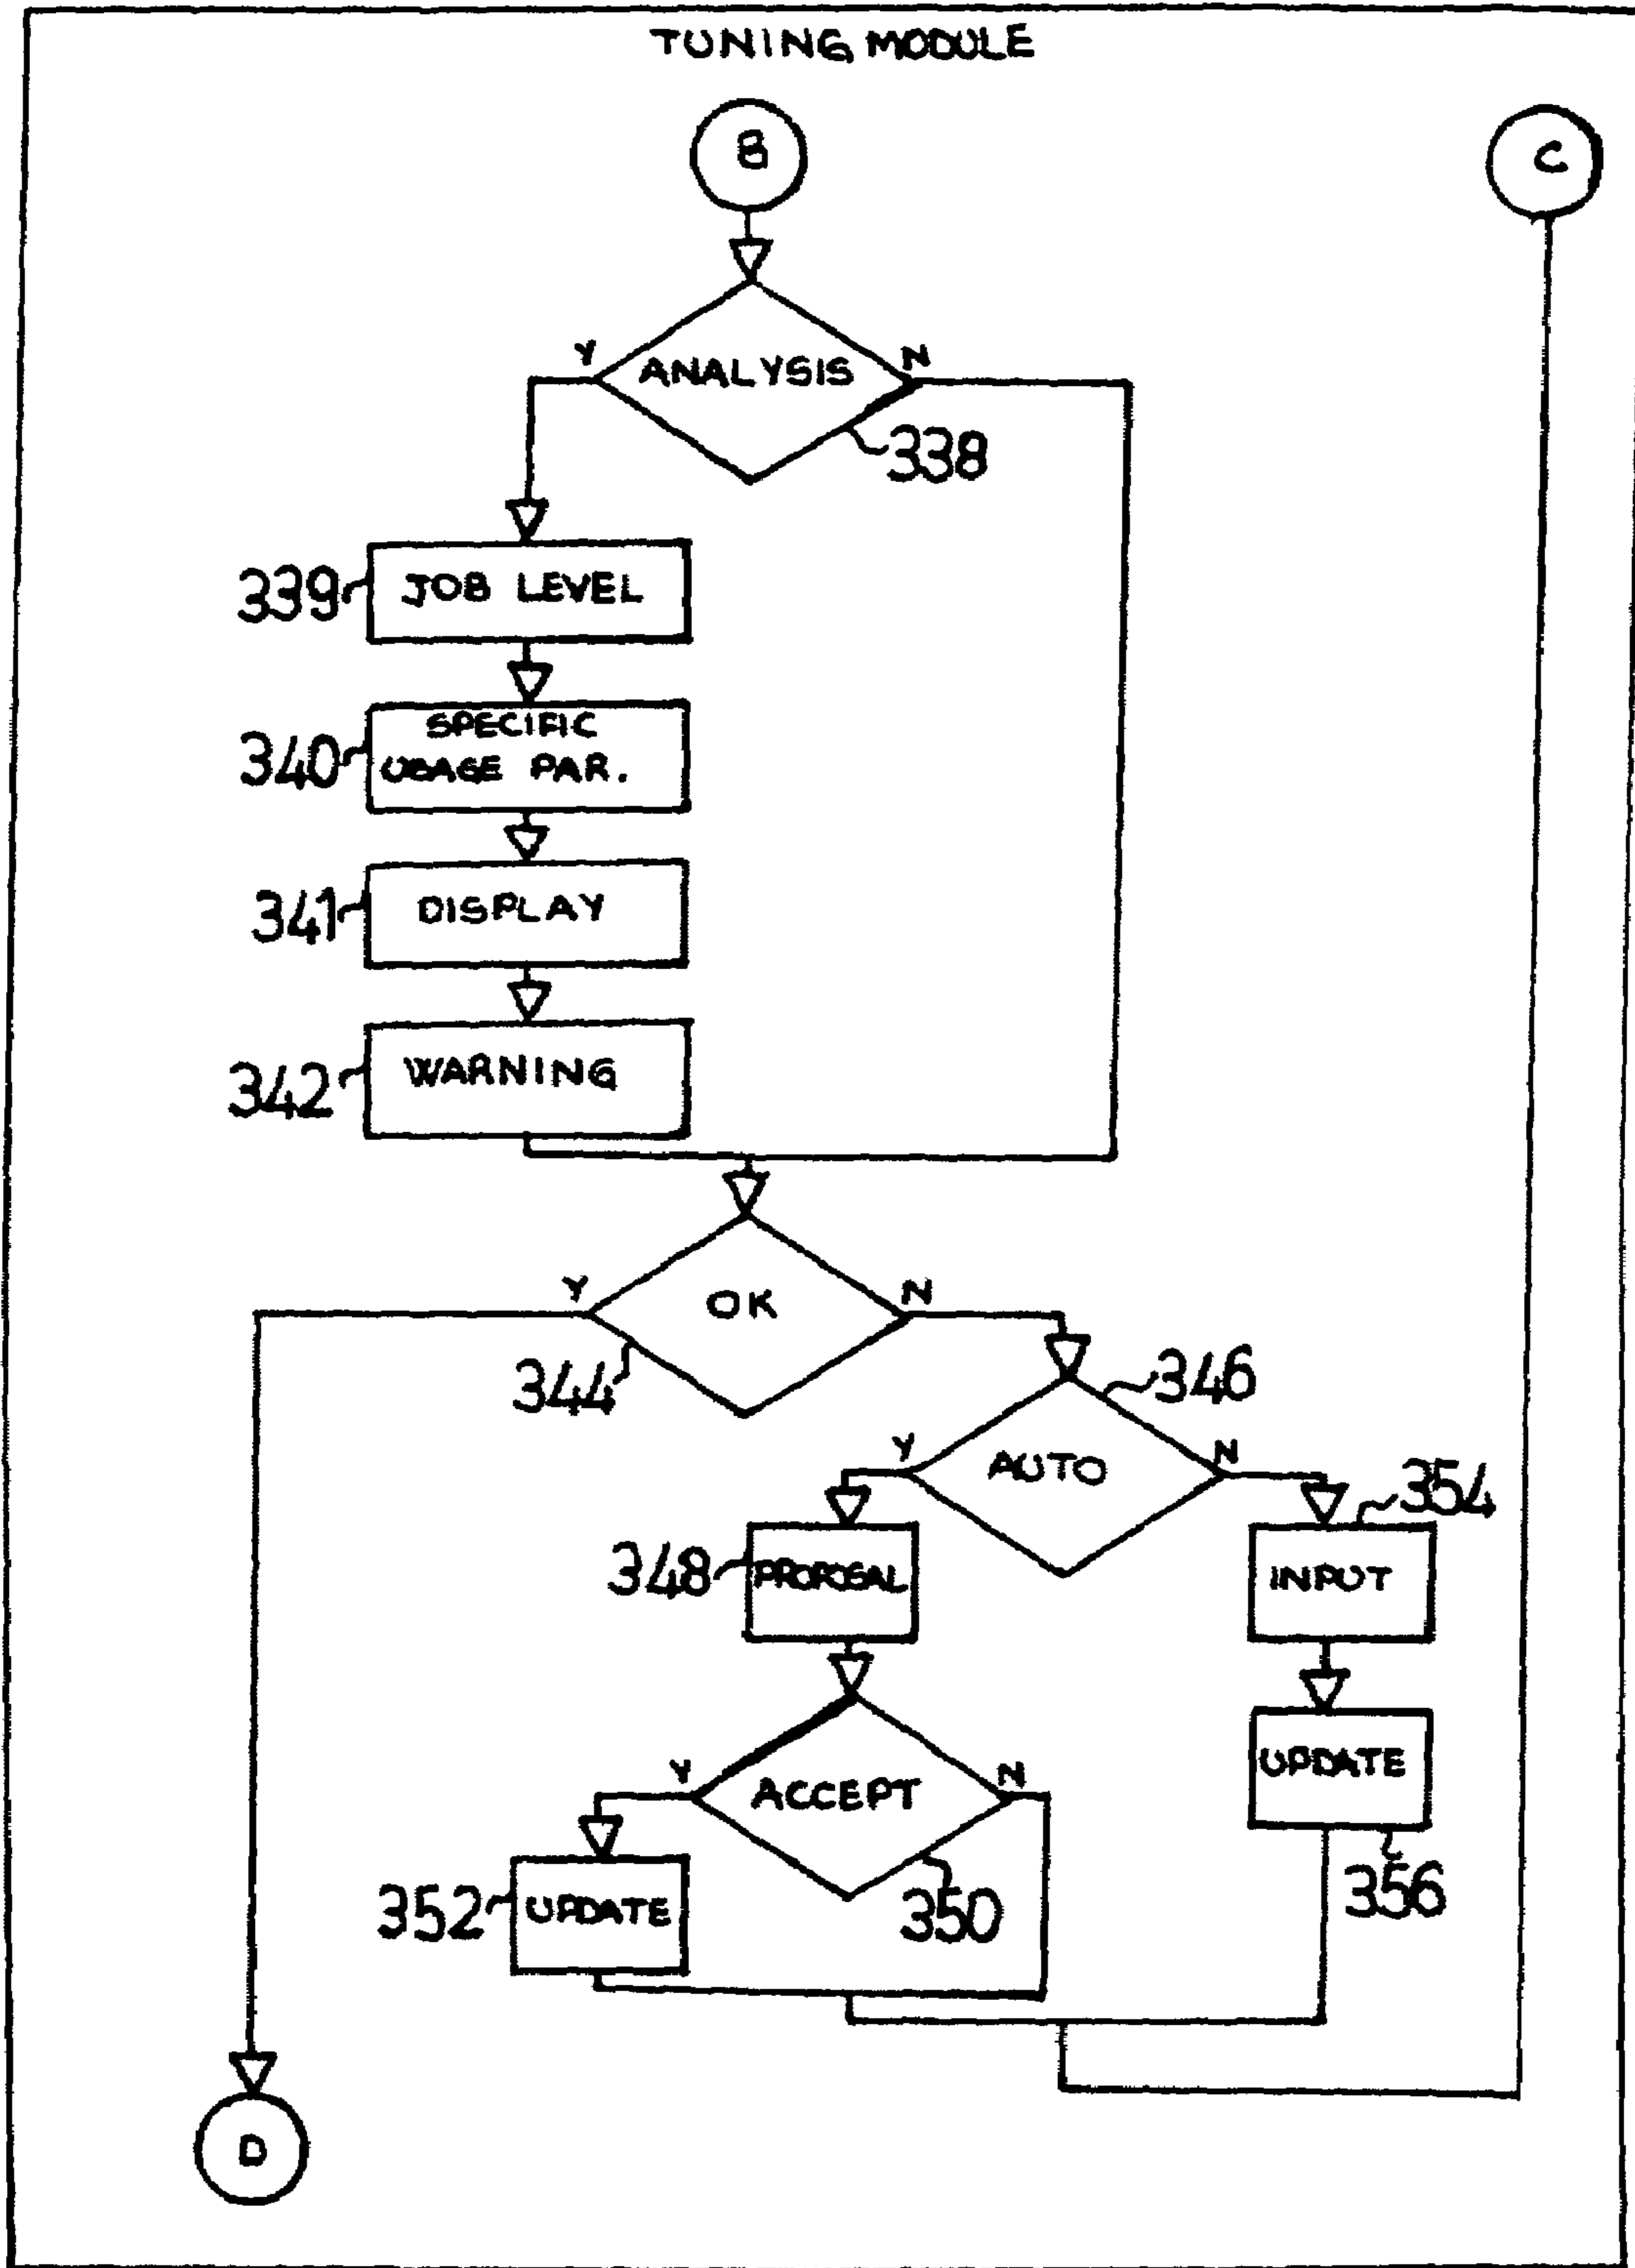 TUNING MODULE
B
C
Y
ANALYSIS
N
338
339
JOB LEVEL
340
SPECIFIC
USAGE PAR.
341
DISPLAY
342
WARNING
Y
OK
N
344
346
Y
AUTO
N
354
348
PROPOSAL
INPUT
Y
ACCEPT
N
UPDATE
352
UPDATE
350
356
D